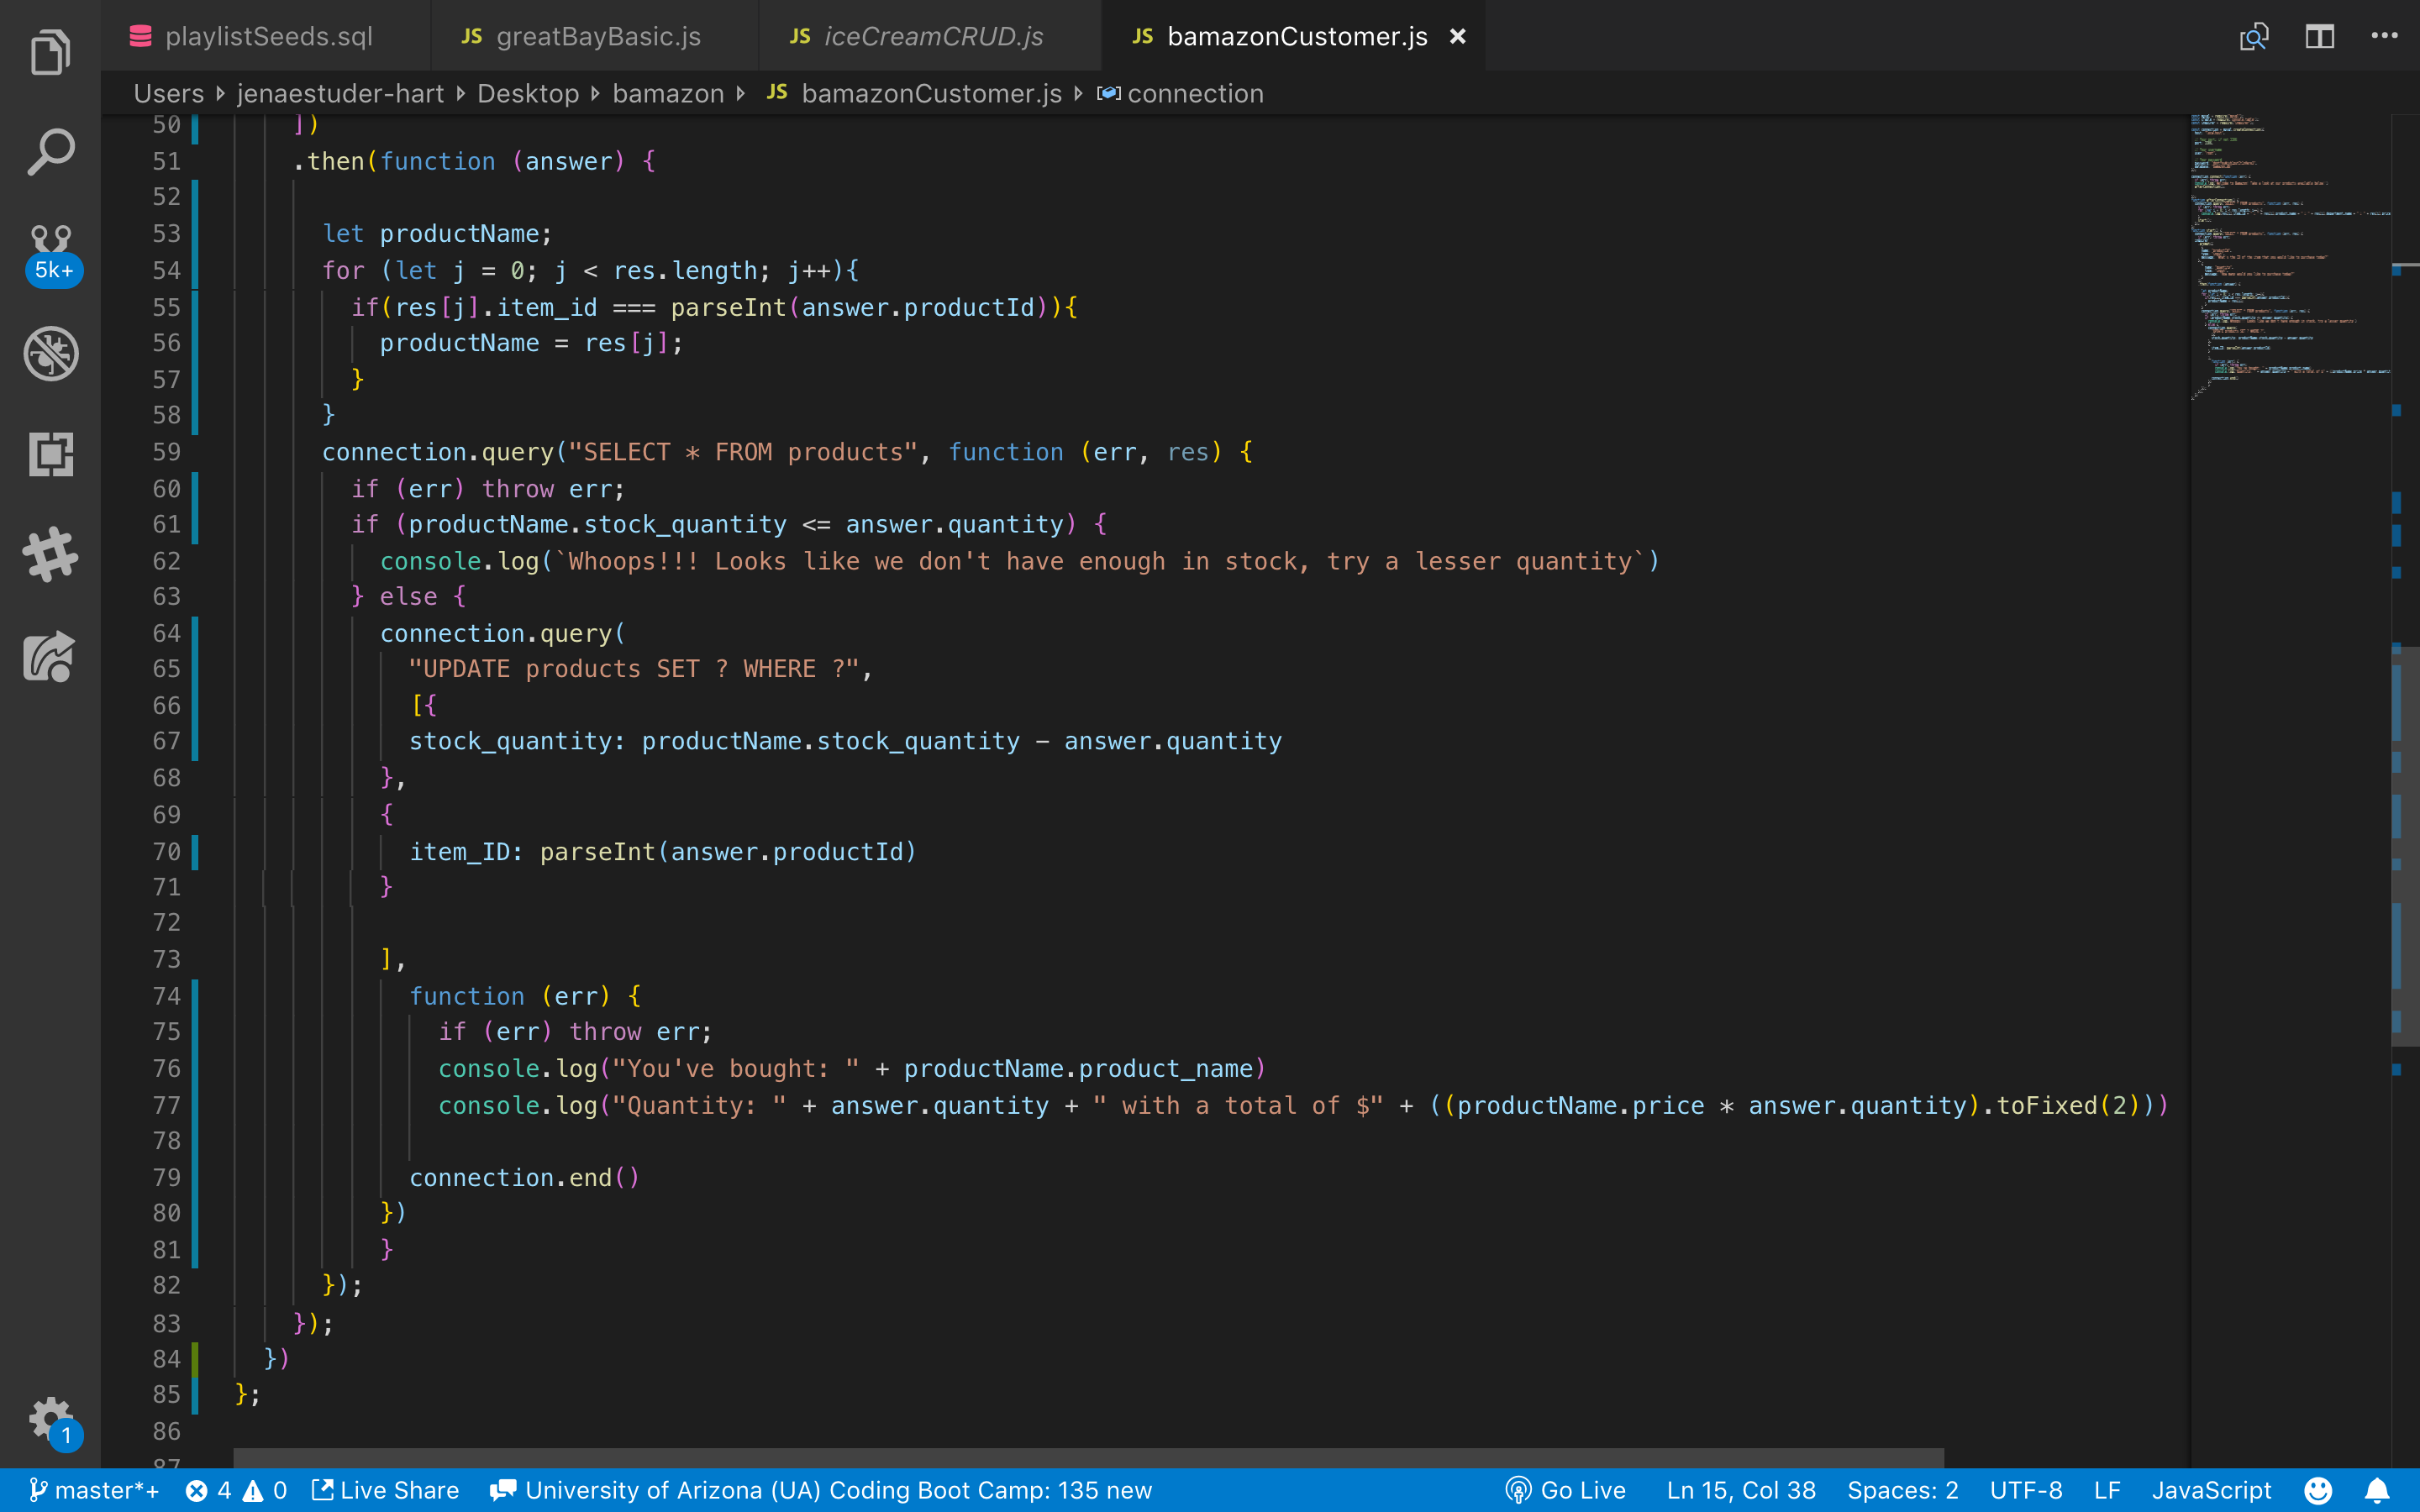 playlistSeeds.sql JS greatBayBasic.js JS iceCreamCRUD.js JS bamazonCustomer.js ×
Users › jenaestuder-hart › Desktop › bamazon › JS bamazonCustomer.js › connection
50 ])
51 .then(function (answer) {
52
53 let productName;
54 for (let j = 0; j < res.length; j++){
55 if(res[j].item_id === parseInt(answer.productId)){
56 productName = res[j];
57 }
58 }
59 connection.query("SELECT * FROM products", function (err, res) {
60 if (err) throw err;
61 if (productName.stock_quantity <= answer.quantity) {
62 console.log(`Whoops!!! Looks like we don't have enough in stock, try a lesser quantity`)
63 } else {
64 connection.query(
65 "UPDATE products SET ? WHERE ?",
66 [{
67 stock_quantity: productName.stock_quantity - answer.quantity
68 },
69 {
70 item_ID: parseInt(answer.productId)
71 }
72
73 ],
74 function (err) {
75 if (err) throw err;
76 console.log("You've bought: " + productName.product_name)
77 console.log("Quantity: " + answer.quantity + " with a total of $" + ((productName.price * answer.quantity).toFixed(2)))
78
79 connection.end()
80 })
81 }
82 });
83 });
84 })
85 };
86
87
5k+
1
master*+ 4 0 Live Share University of Arizona (UA) Coding Boot Camp: 135 new Go Live Ln 15, Col 38 Spaces: 2 UTF-8 LF JavaScript